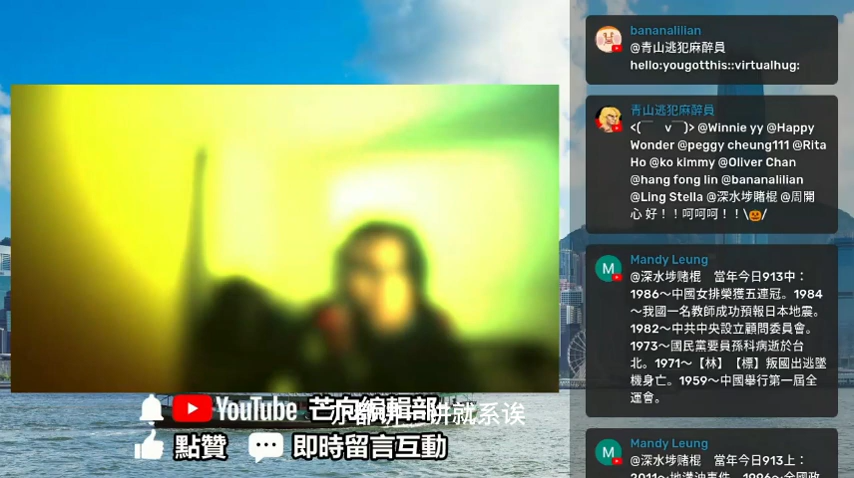 bananalilian
@青山逃犯麻醉員
hello:yougotthis::virtualhug:
青山逃犯麻醉員
<(￣ˇ￣)> @Winnie yy @Happy
Wonder @peggy cheung111 @Rita
Ho @ko kimmy @Oliver Chan
@hang fong lin @bananalilian
@Ling Stella @深水埗賭棍 @周開
心 好！！呵呵呵！！\🎃/
M
Mandy Leung
@深水埗賭棍　當年今日913中：
1986～中國女排榮獲五連冠。1984
～我國一名教師成功預報日本地震。
1982～中共中央設立顧問委員會。
1973～國民黨要員孫科病逝於台
北。1971～【林】【標】叛國出逃墜
機身亡。1959～中國舉行第一屆全
運會。
M
Mandy Leung
@深水埗賭棍　當年今日913上：
YouTube 芒向編輯部
就系诶
點贊
即時留言互動